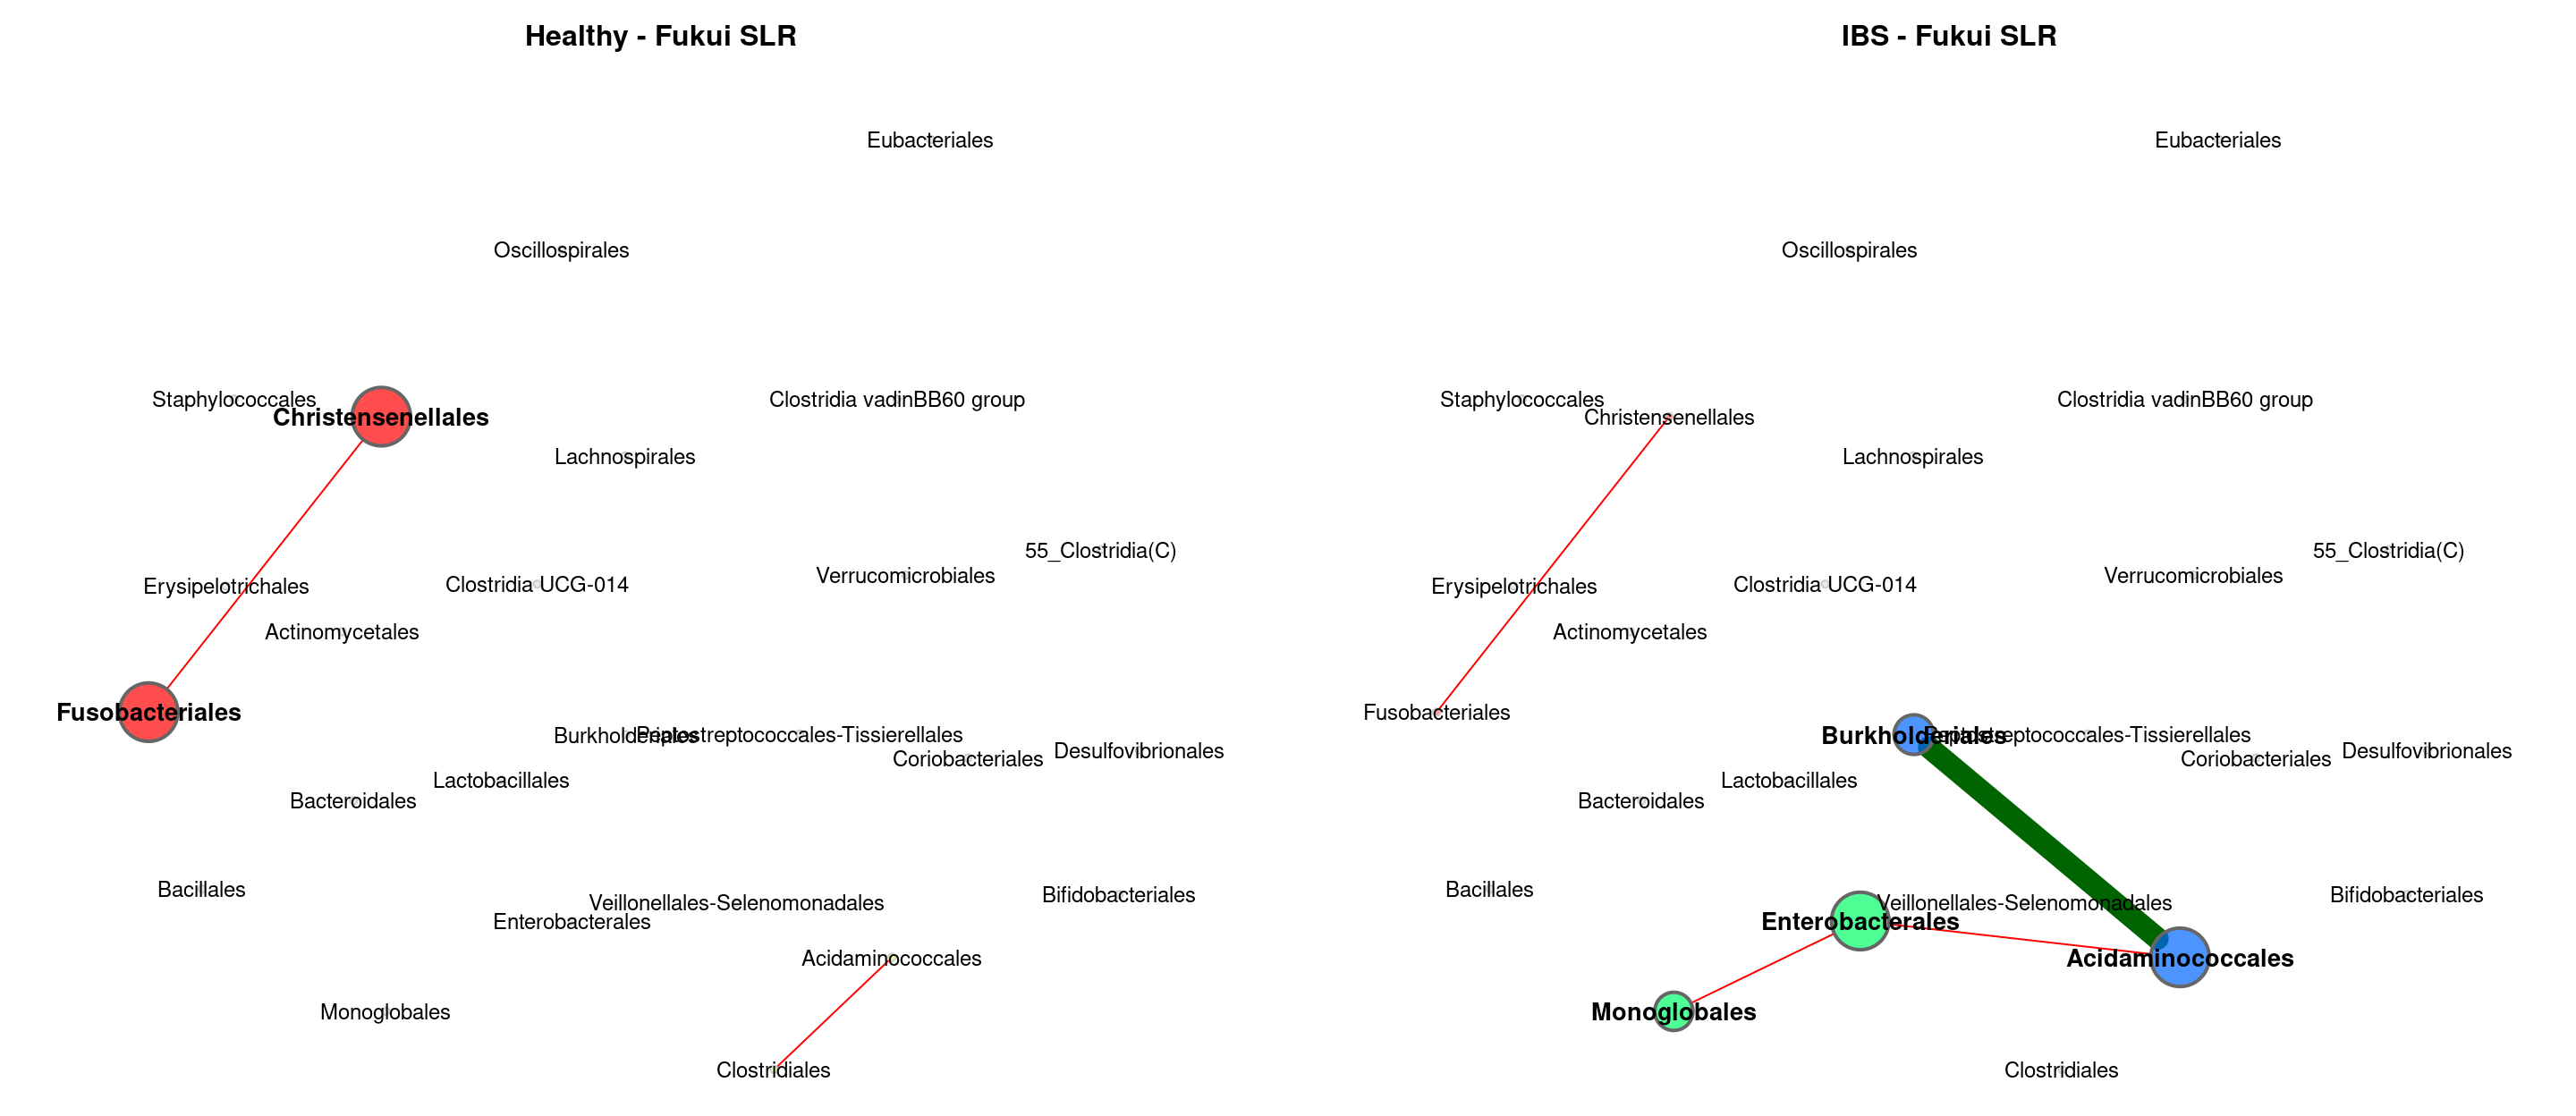 Healthy - Fukui SLR
Eubacteriales
Oscillospirales
Staphylococcales
Christensenellales
Clostridia vadinBB60 group
Lachnospirales
55_Clostridia(C)
Verrucomicrobiales
Erysipelotrichales
Clostridia UCG-014
Actinomycetales
Fusobacteriales
Burkholderiales
Peptostreptococcales-Tissierellales
Coriobacteriales
Desulfovibrionales
Lactobacillales
Bacteroidales
Bacillales
Veillonellales-Selenomonadales
Bifidobacteriales
Enterobacterales
Acidaminococcales
Monoglobales
Clostridiales
IBS - Fukui SLR
Eubacteriales
Oscillospirales
Staphylococcales
Christensenellales
Clostridia vadinBB60 group
Lachnospirales
55_Clostridia(C)
Verrucomicrobiales
Erysipelotrichales
Clostridia UCG-014
Actinomycetales
Fusobacteriales
Burkholderiales
Peptostreptococcales-Tissierellales
Coriobacteriales
Desulfovibrionales
Lactobacillales
Bacteroidales
Bacillales
Veillonellales-Selenomonadales
Bifidobacteriales
Enterobacterales
Acidaminococcales
Monoglobales
Clostridiales